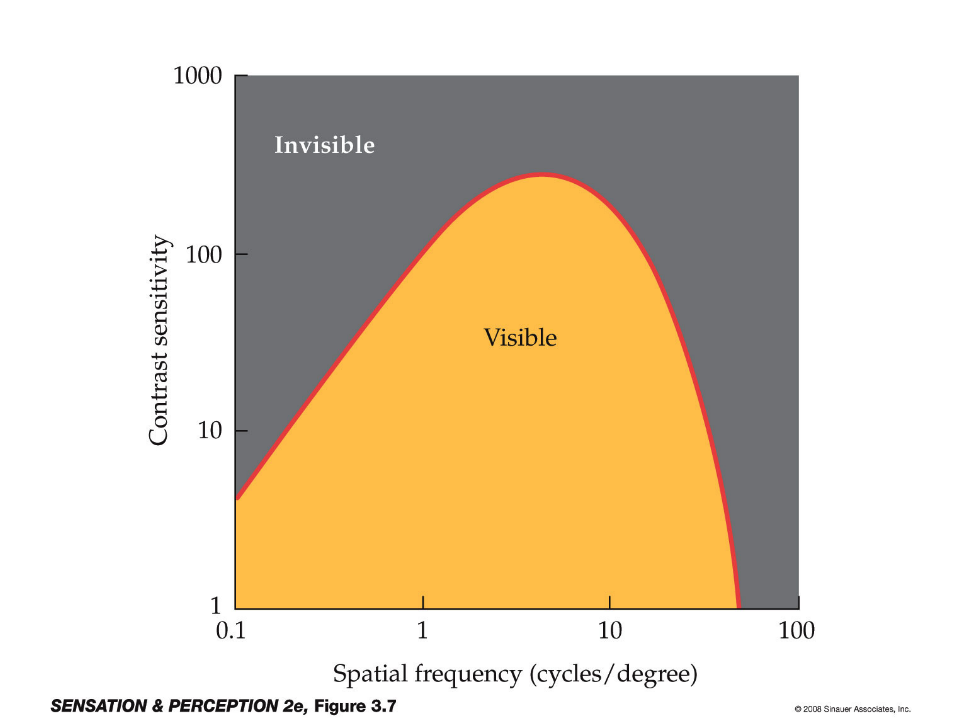 1000
Invisible
100
Visible
10
1
0.1
1
10
100
Contrast sensitivity
Spatial frequency (cycles/degree)
SENSATION & PERCEPTION 2e, Figure 3.7
© 2008 Sinauer Associates, Inc.